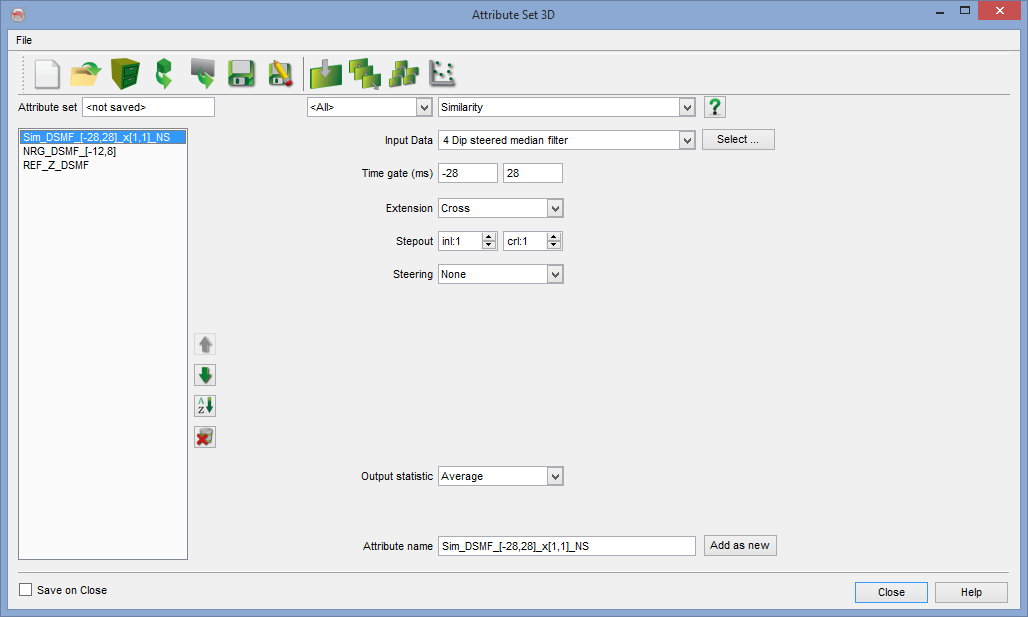 Attribute Set 3D
File
Attribute set <not saved> <All> Similarity ?
Sim_DSMF_[-28,28]_x[1,1]_NS
NRG_DSMF_[-12,8]
REF_Z_DSMF
Input Data 4 Dip steered median filter Select ...
Time gate (ms) -28 28
Extension Cross
Stepout inl:1 crl:1
Steering None
A
Z
Output statistic Average
Attribute name Sim_DSMF_[-28,28]_x[1,1]_NS Add as new
Save on Close Close Help